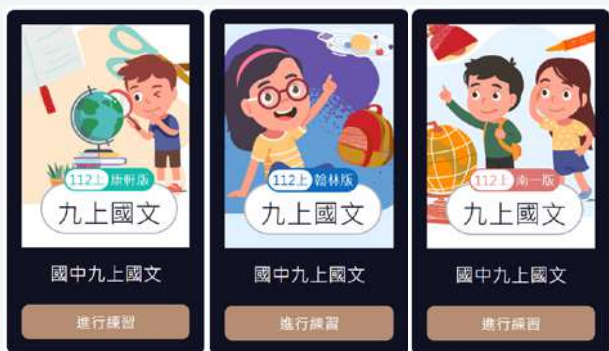 112上 康軒版
九上國文
國中九上國文
進行練習
112上 翰林版
九上國文
國中九上國文
進行練習
112上 南一版
九上國文
國中九上國文
進行練習